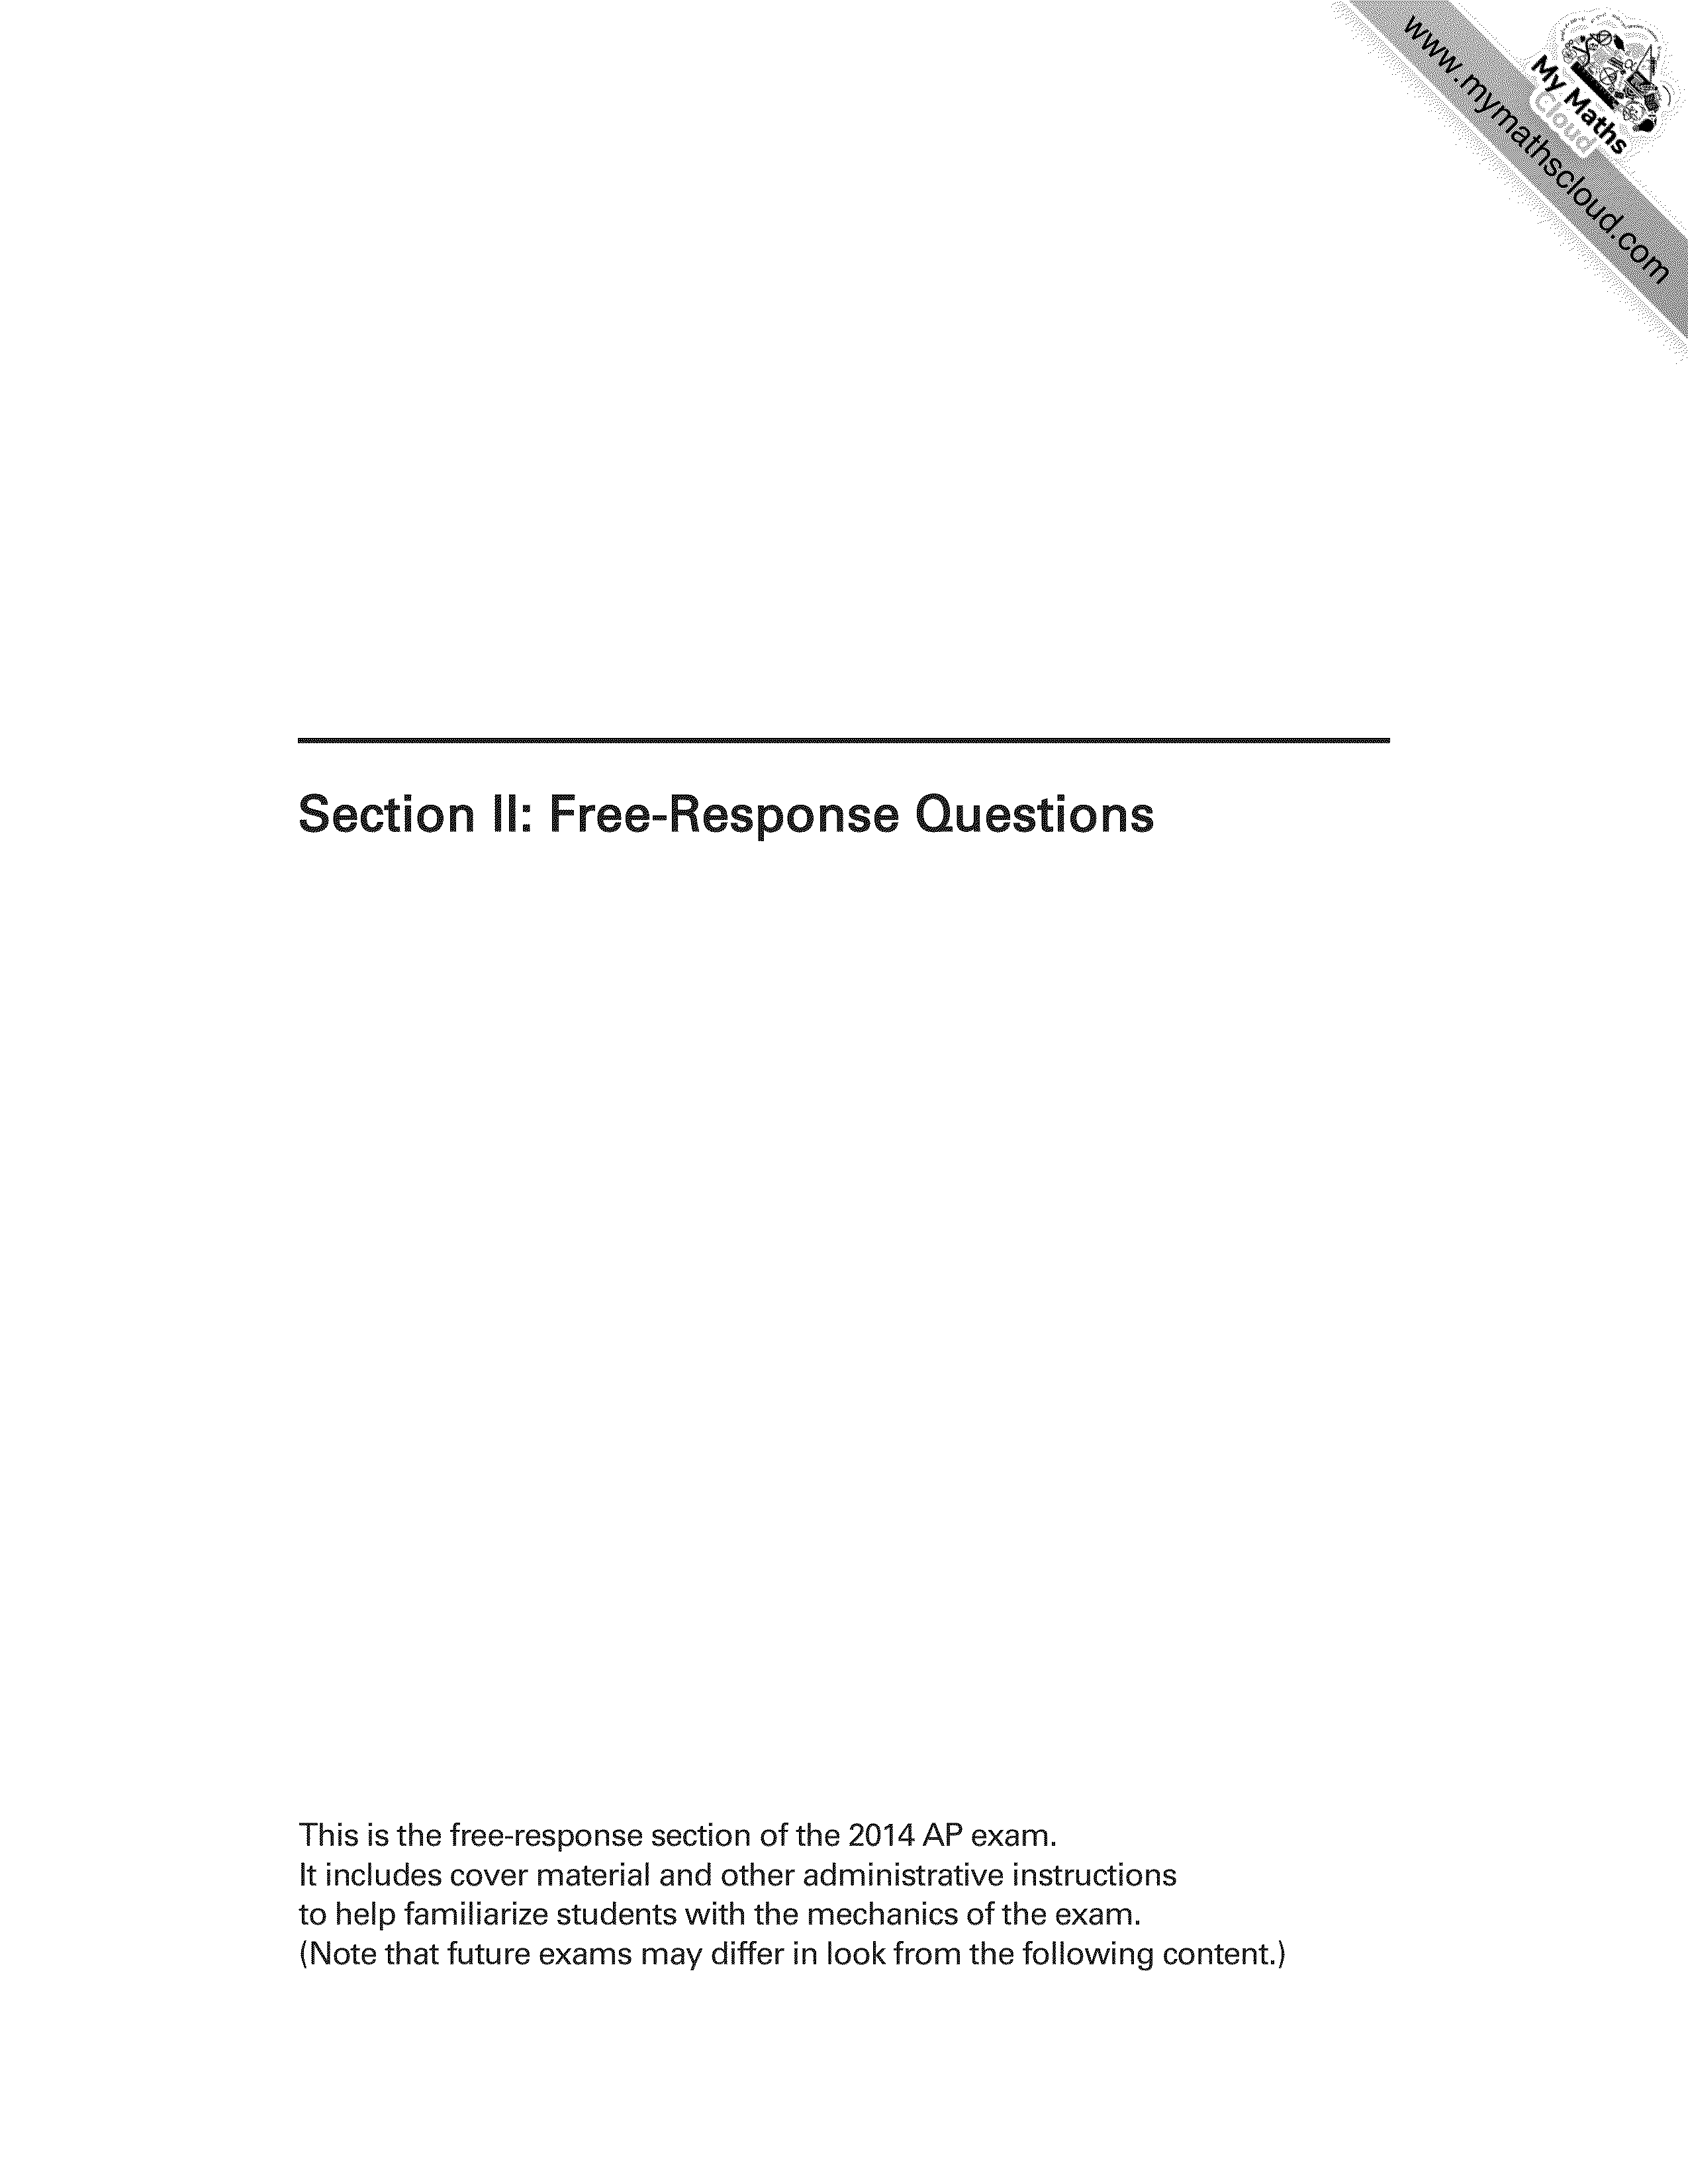 www.mymathscloud.com
My Maths
Cloud
Section II: Free-Response Questions
This is the free-response section of the 2014 AP exam.
It includes cover material and other administrative instructions
to help familiarize students with the mechanics of the exam.
(Note that future exams may differ in look from the following content.)